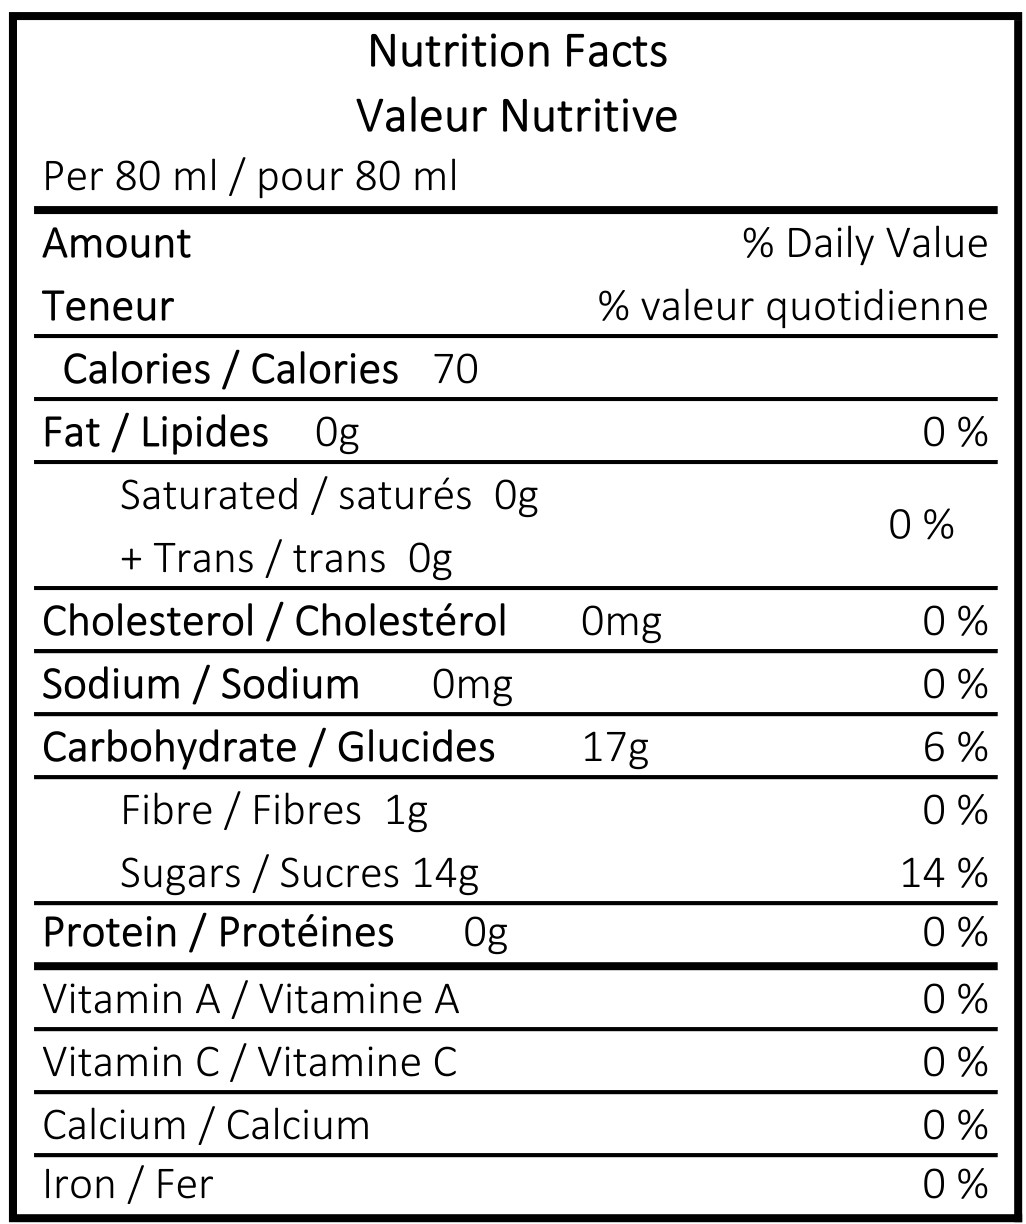 Nutrition Facts
Valeur Nutritive
Per 80 ml / pour 80 ml
Amount % Daily Value
Teneur % valeur quotidienne
Calories / Calories 70
Fat / Lipides 0g 0 %
Saturated / saturés 0g
0 %
+ Trans / trans 0g
Cholesterol / Cholestérol 0mg 0 %
Sodium / Sodium 0mg 0 %
Carbohydrate / Glucides 17g 6 %
Fibre / Fibres 1g 0 %
Sugars / Sucres 14g 14 %
Protein / Protéines 0g 0 %
Vitamin A / Vitamine A 0 %
Vitamin C / Vitamine C 0 %
Calcium / Calcium 0 %
Iron / Fer 0 %